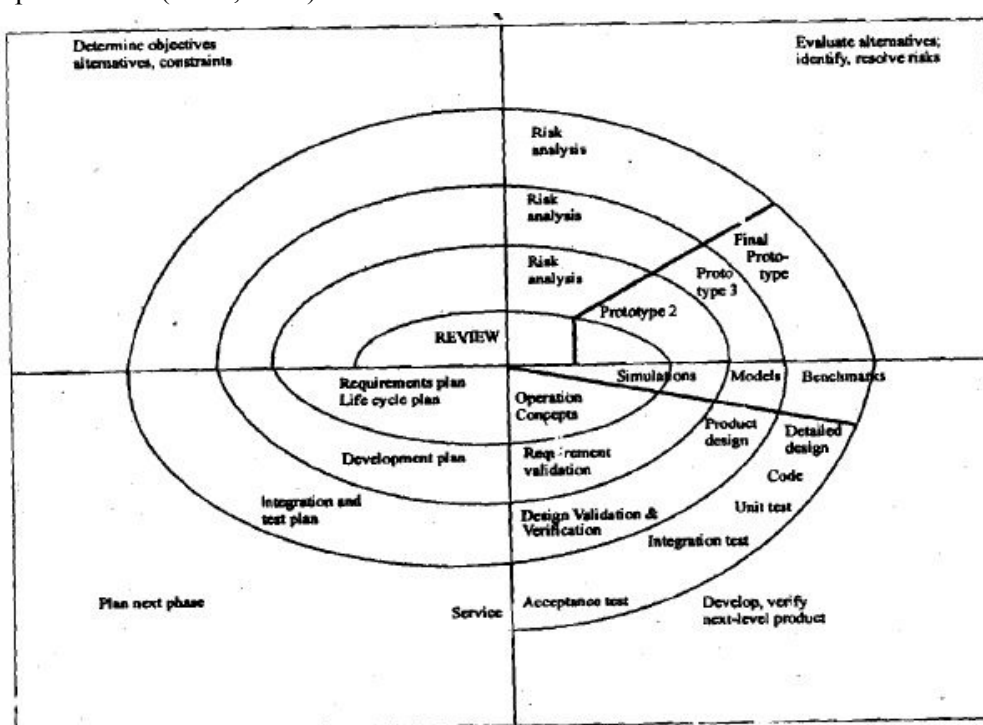 Determine objectives
alternatives, constraints
Evaluate alternatives;
identify, resolve risks
Risk
analysis
Risk
analysis
Risk
analysis
Final
Proto-
type
Proto
type 3
Prototype 2
REVIEW
Requirements plan
Life cycle plan
Operation
Concepts
Simulations
Models
Benchmarks
Product
design
Detailed
design
Development plan
Requirement
validation
Code
Integration and
test plan
Unit test
Design Validation &
Verification
Integration test
Plan next phase
Service
Acceptance test
Develop, verify
next-level product